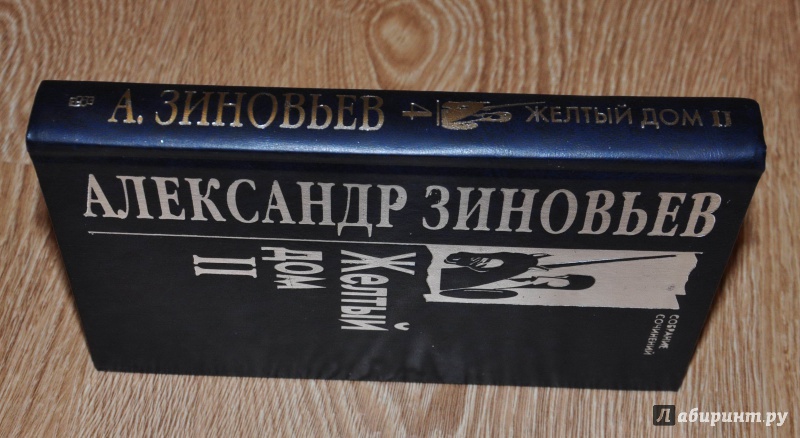 А. ЗИНОВЬЕВ 4 ЖЕЛТЫЙ ДОМ II
АЛЕКСАНДР ЗИНОВЬЕВ
ЖЕЛТЫЙ
ДОМ
II
СОБРАНИЕ
СОЧИНЕНИЙ
Лабиринт.ру